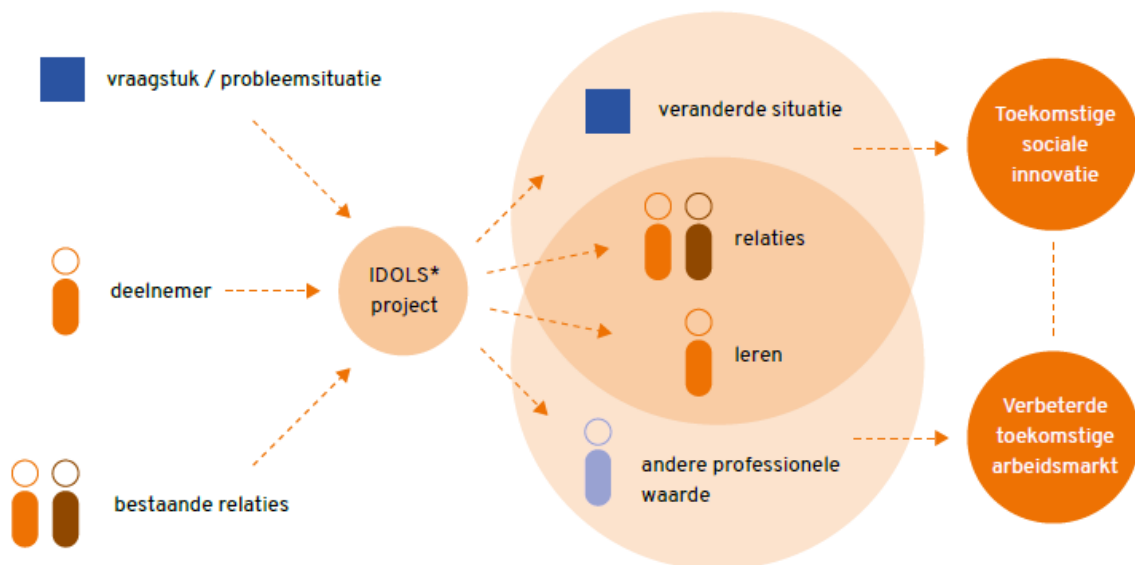 vraagstuk / probleemsituatie
deelnemer
bestaande relaties
IDOLS*
project
veranderde situatie
relaties
leren
andere professionele
waarde
Toekomstige
sociale
innovatie
Verbeterde
toekomstige
arbeidsmarkt